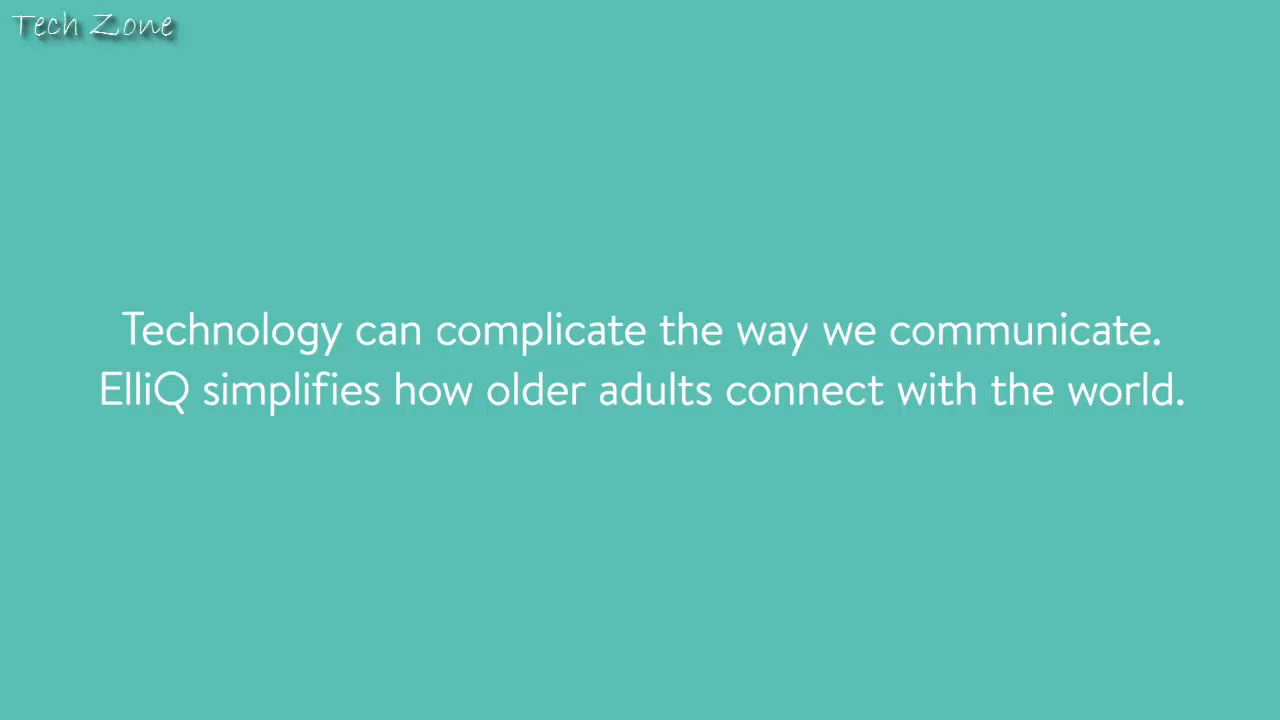 Tech Zone
Technology can complicate the way we communicate.
ElliQ simplifies how older adults connect with the world.